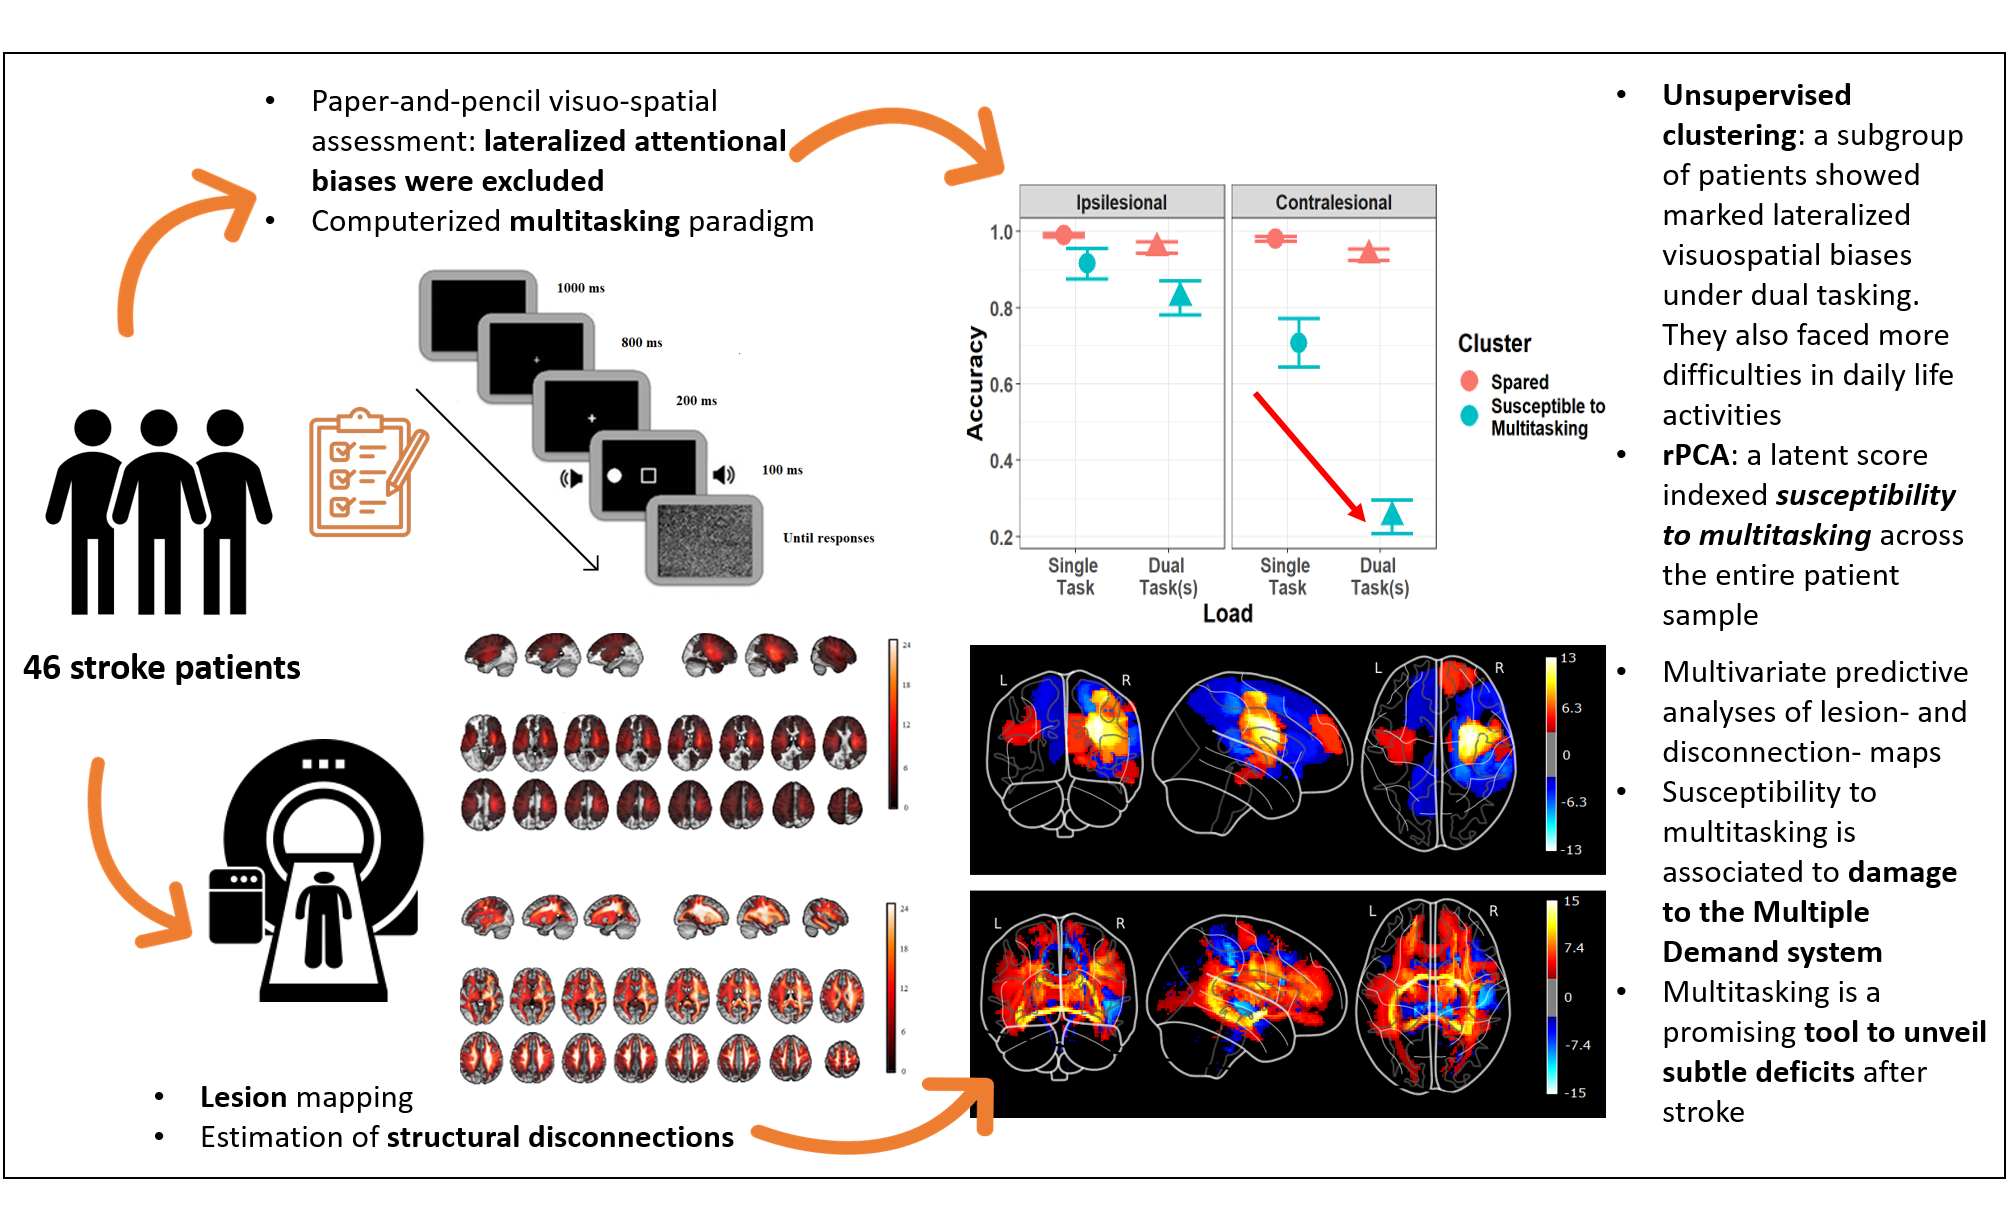 • Paper-and-pencil visuo-spatial
assessment: lateralized attentional
biases were excluded
• Computerized multitasking paradigm
1000 ms
800 ms
200 ms
100 ms
Until responses
46 stroke patients
24
18
12
6
0
24
18
12
6
0
• Lesion mapping
• Estimation of structural disconnections
Ipsilesional
Contralesional
Accuracy
1.0
0.8
0.6
0.4
0.2
Single
Task
Dual
Task(s)
Single
Task
Dual
Task(s)
Load
Cluster
Spared
Susceptible to
Multitasking
L
R
L
R
13
6.3
0
-6.3
-13
L
R
L
R
15
7.4
0
-7.4
-15
• Unsupervised
clustering: a subgroup
of patients showed
marked lateralized
visuospatial biases
under dual tasking.
They also faced more
difficulties in daily life
activities
• rPCA: a latent score
indexed susceptibility
to multitasking across
the entire patient
sample
• Multivariate predictive
analyses of lesion- and
disconnection- maps
• Susceptibility to
multitasking is
associated to damage
to the Multiple
Demand system
• Multitasking is a
promising tool to unveil
subtle deficits after
stroke